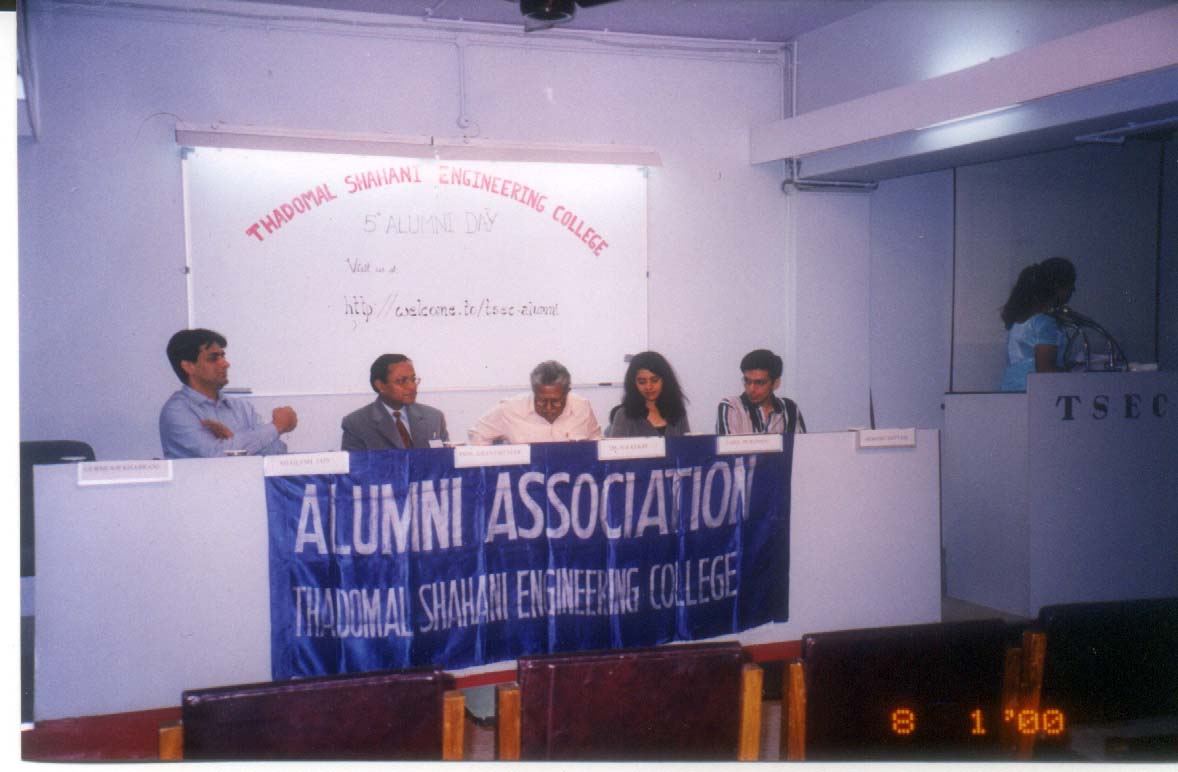 THADOMAL SHAHANI ENGINEERING COLLEGE
5" ALUMNI DAY
Visit us at
http://welcome.to/tsec-alumni
TSEC
ALUMNI ASSOCIATION
THADOMAL SHAHANI ENGINEERING COLLEGE
8 1 '00